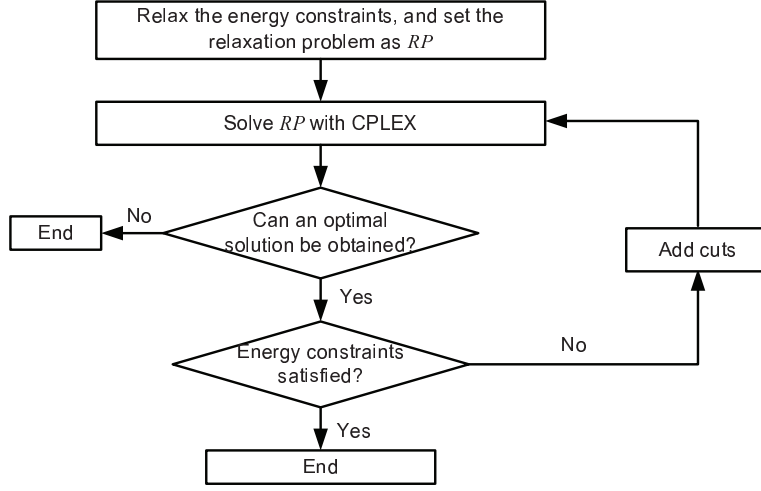 Relax the energy constraints, and set the
relaxation problem as RP
Solve RP with CPLEX
Can an optimal
solution be obtained?
No
End
Add cuts
Yes
Energy constraints
satisfied?
No
Yes
End